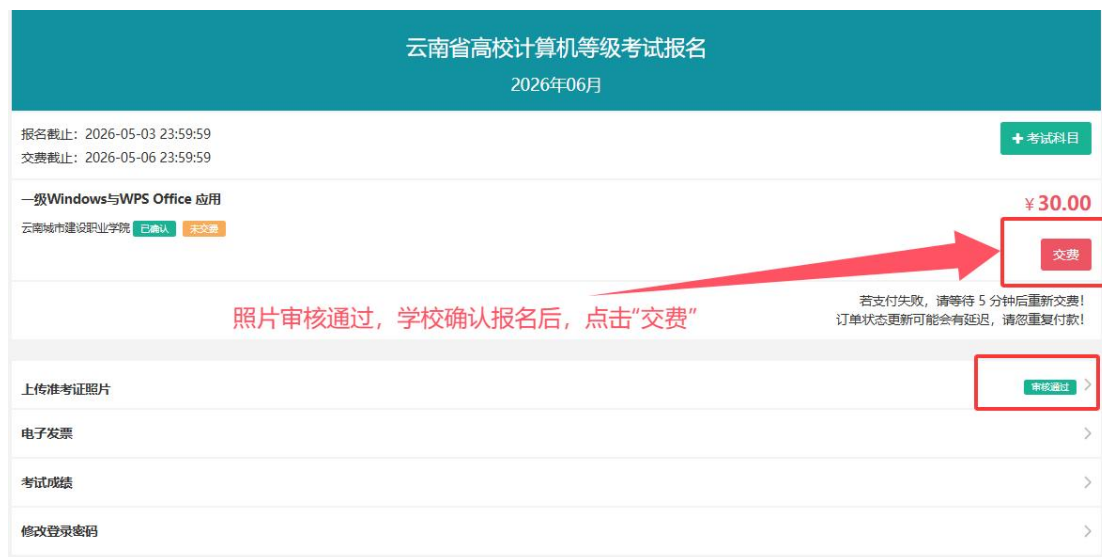 云南省高校计算机等级考试报名
2026年06月
报名截止：2026-05-03 23:59:59
交费截止：2026-05-06 23:59:59
+考试科目
一级Windows与WPS Office 应用
¥30.00
云南城市建设职业学院 已确认 未交费
交费
照片审核通过，学校确认报名后，点击“交费”
若支付失败，请等待 5 分钟后重新交费！
订单状态更新可能会有延迟，请忽重复付款！
上传准考证照片
审核通过
电子发票
考试成绩
修改登录密码